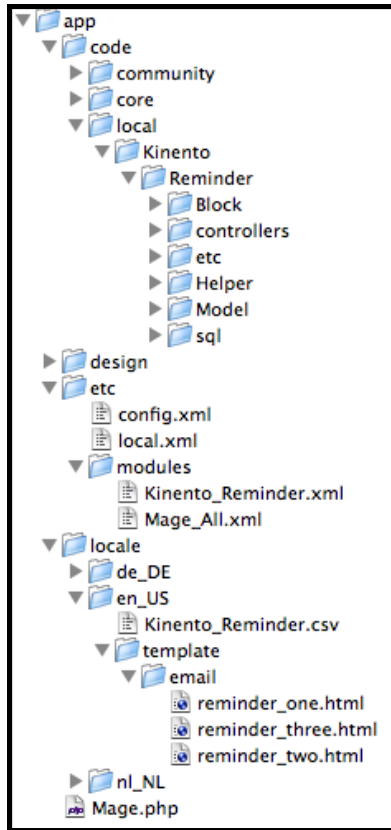 app
code
community
core
local
Kinento
Reminder
Block
controllers
etc
Helper
Model
sql
design
etc
config.xml
local.xml
modules
Kinento_Reminder.xml
Mage_All.xml
locale
de_DE
en_US
Kinento_Reminder.csv
template
email
reminder_one.html
reminder_three.html
reminder_two.html
nl_NL
Mage.php